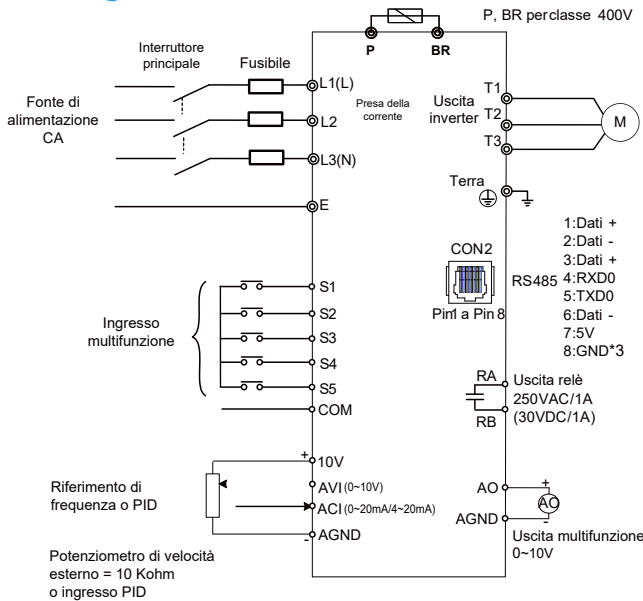 P, BR perclasse 400V
P
BR
Interruttore
principale
Fusibile
Fonte di
alimentazione
CA
L1(L)
L2
L3(N)
E
Presa della
corrente
Uscita
inverter
T1
T2
T3
M
Terra
CON2
RS485
Pin1 a Pin 8
1:Dati +
2:Dati -
3:Dati +
4:RXD0
5:TXD0
6:Dati -
7:5V
8:GND*3
Ingresso
multifunzione
S1
S2
S3
S4
S5
COM
RA
RB
Uscita relè
250VAC/1A
(30VDC/1A)
Riferimento di
frequenza o PID
+
10V
AVI (0~10V)
ACI (0~20mA/4~20mA)
AGND
-
Potenziometro di velocità
esterno = 10 Kohm
o ingresso PID
AO
+
AO
AGND
-
Uscita multifunzione
0~10V